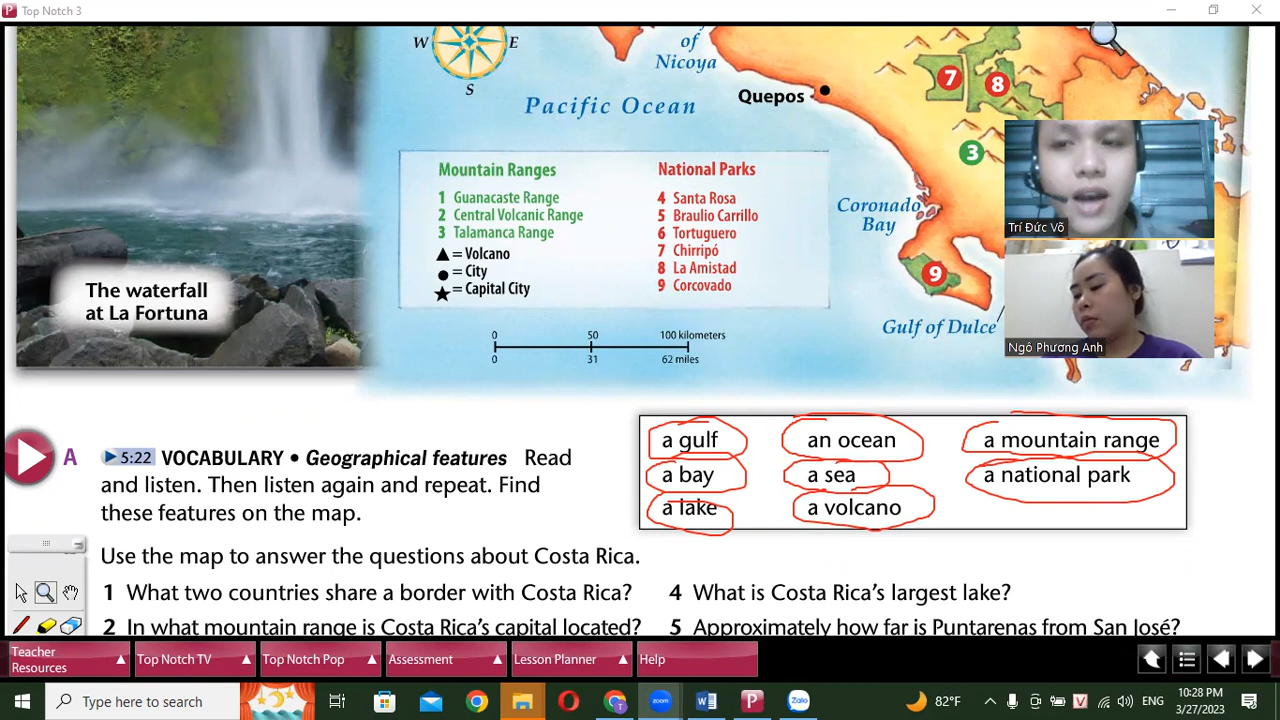 Top Notch 3
W
E
S
of
Nicoya
Pacific Ocean
Quepos
7
8
3
Coronado
Bay
9
Gulf of Dulce
Mountain Ranges
1 Guanacaste Range
2 Central Volcanic Range
3 Talamanca Range
= Volcano
= City
= Capital City
National Parks
4 Santa Rosa
5 Braulio Carrillo
6 Tortuguero
7 Chirripó
8 La Amistad
9 Corcovado
0 50 100 kilometers
0 31 62 miles
The waterfall
at La Fortuna
Trí Đức Võ
Ngô Phương Anh
A 5:22 VOCABULARY • Geographical features Read
and listen. Then listen again and repeat. Find
these features on the map.
a gulf an ocean a mountain range
a bay a sea a national park
a lake a volcano
Use the map to answer the questions about Costa Rica.
1 What two countries share a border with Costa Rica?
2 In what mountain range is Costa Rica's capital located?
4 What is Costa Rica's largest lake?
5 Approximately how far is Puntarenas from San José?
Teacher
Resources
Top Notch TV
Top Notch Pop
Assessment
Lesson Planner
Help
Type here to search
82°F
ENG
10:28 PM
3/27/2023